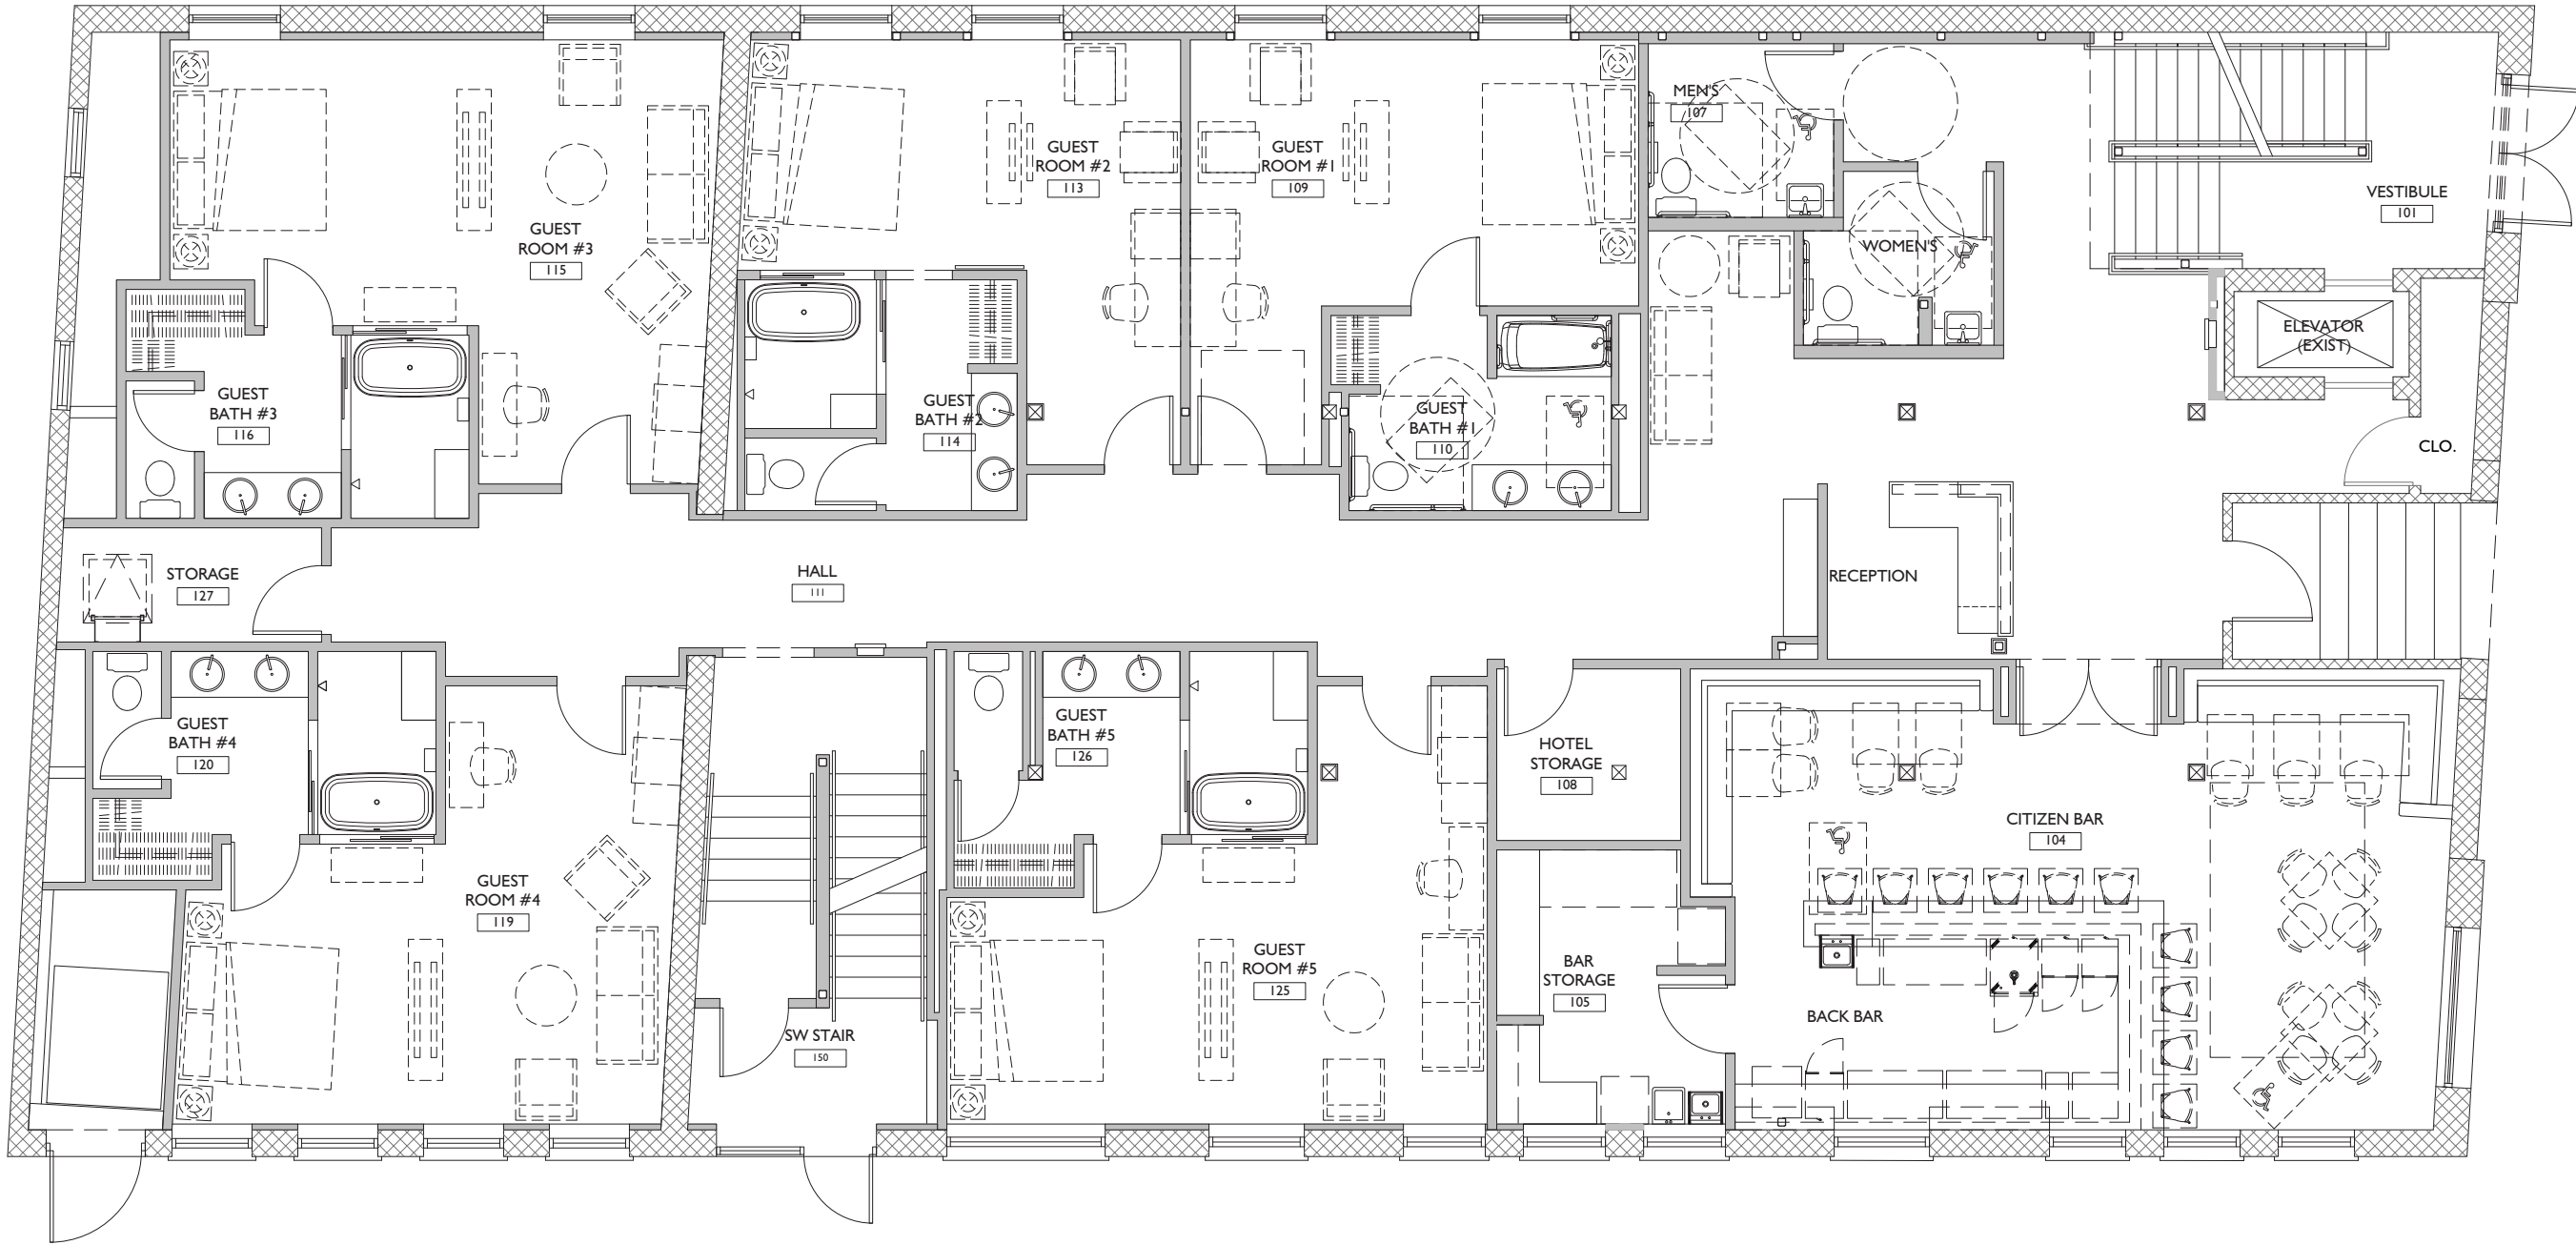 MEN'S
107
GUEST
ROOM #2
113
GUEST
ROOM #1
109
VESTIBULE
101
GUEST
ROOM #3
115
WOMEN'S
ELEVATOR
(EXIST)
GUEST
BATH #3
116
GUEST
BATH #2
114
GUEST
BATH #1
110
CLO.
STORAGE
127
HALL
111
RECEPTION
GUEST
BATH #4
120
GUEST
BATH #5
126
HOTEL
STORAGE
108
CITIZEN BAR
104
GUEST
ROOM #4
119
GUEST
ROOM #5
125
BAR
STORAGE
105
BACK BAR
SW STAIR
150